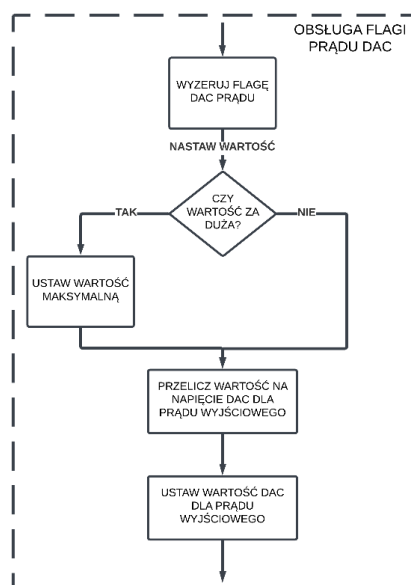 OBSŁUGA FLAGI
PRĄDU DAC
WYZERUJ FLAGĘ
DAC PRĄDU
NASTAW WARTOŚĆ
CZY
WARTOŚĆ ZA
DUŻA?
TAK
NIE
USTAW WARTOŚĆ
MAKSYMALNĄ
PRZELICZ WARTOŚĆ NA
NAPIĘCIE DAC DLA
PRĄDU WYJŚCIOWEGO
USTAW WARTOŚĆ DAC
DLA PRĄDU
WYJŚCIOWEGO